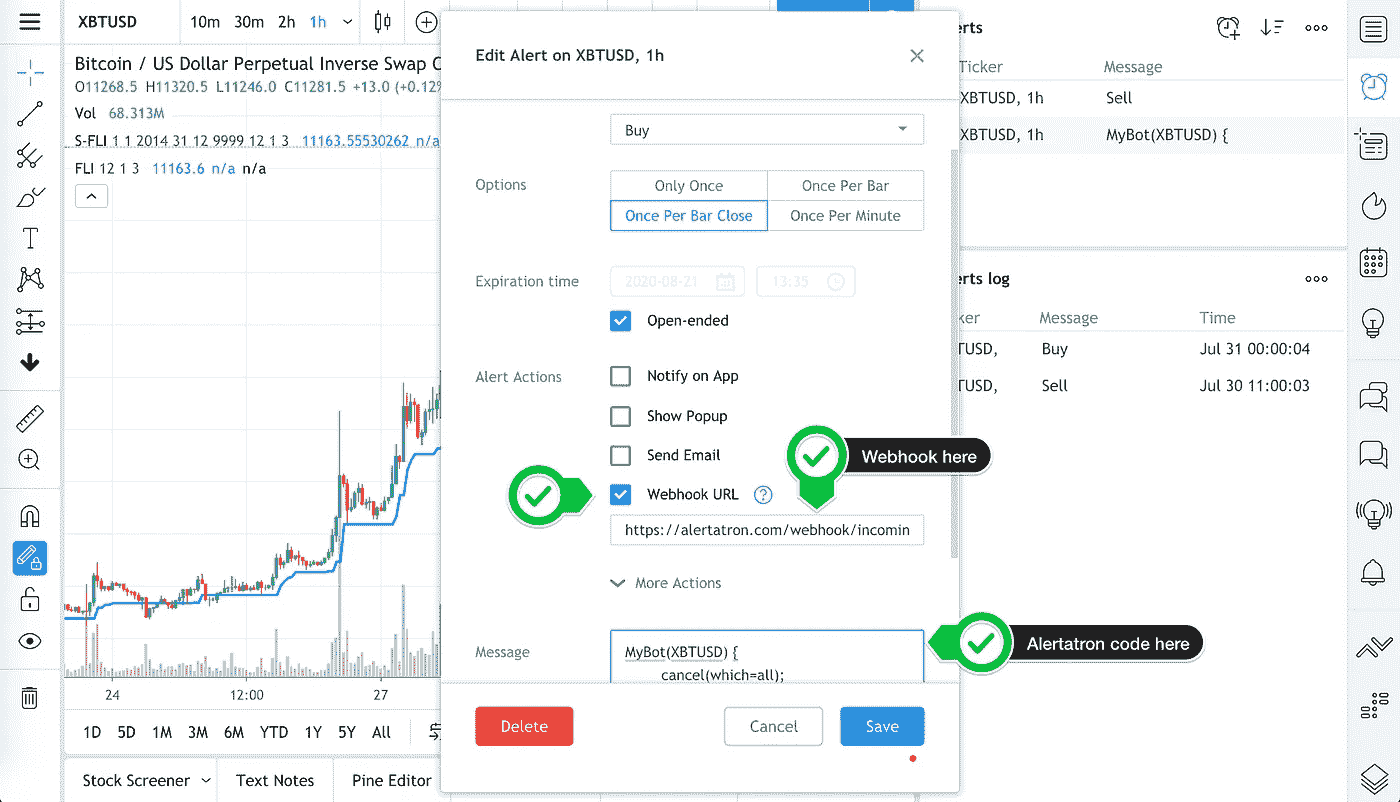 XBTUSD
10m 30m 2h 1h
Bitcoin / US Dollar Perpetual Inverse Swap C
O11268.5 H11320.5 L11246.0 C11281.5 +13.0 (+0.12%
Vol 68.313M
S-FLI 1 1 2014 31 12 9999 12 1 3 11163.55530262 n/a
FLI 12 1 3 11163.6 n/a n/a
24 12:00 27
1D 5D 1M 3M 6M YTD 1Y 5Y All
Stock Screener Text Notes Pine Editor
Edit Alert on XBTUSD, 1h
Buy
Options
Only Once Once Per Bar
Once Per Bar Close Once Per Minute
Expiration time 2020-08-21 13:35
Open-ended
Alert Actions
Notify on App
Show Popup
Send Email
Webhook URL
https://alertatron.com/webhook/incomin
More Actions
Message
MyBot(XBTUSD) {
cancel(which=all);
Delete Cancel Save
Webhook here
Alertatron code here
erts
Ticker Message
XBTUSD, 1h Sell
XBTUSD, 1h MyBot(XBTUSD) {
erts log
ker Message Time
TUSD, Buy Jul 31 00:00:04
TUSD, Sell Jul 30 11:00:03